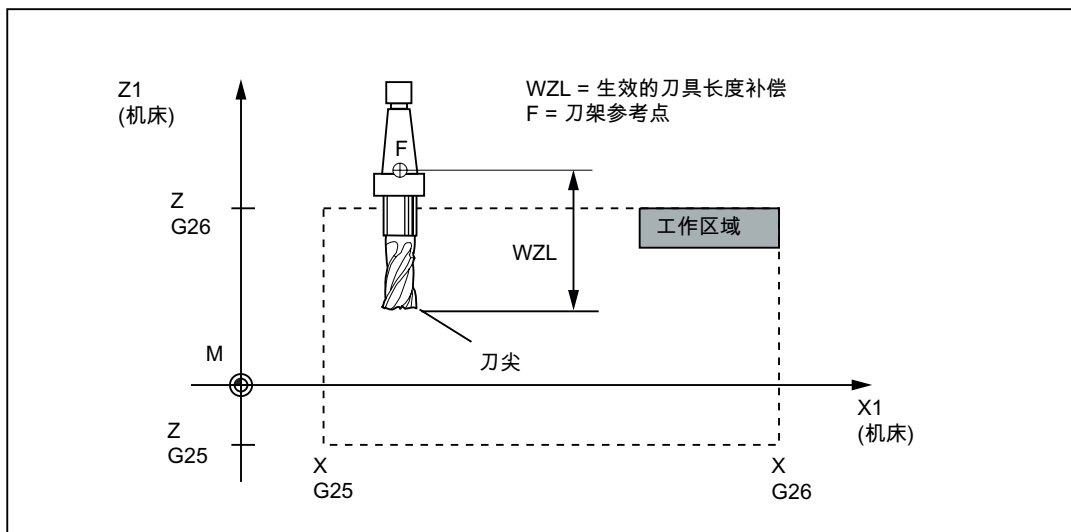 Z1
(机床)
WZL = 生效的刀具长度补偿
F = 刀架参考点
F
Z
G26
工作区域
WZL
刀尖
M
X1
(机床)
Z
G25
X
G25
X
G26